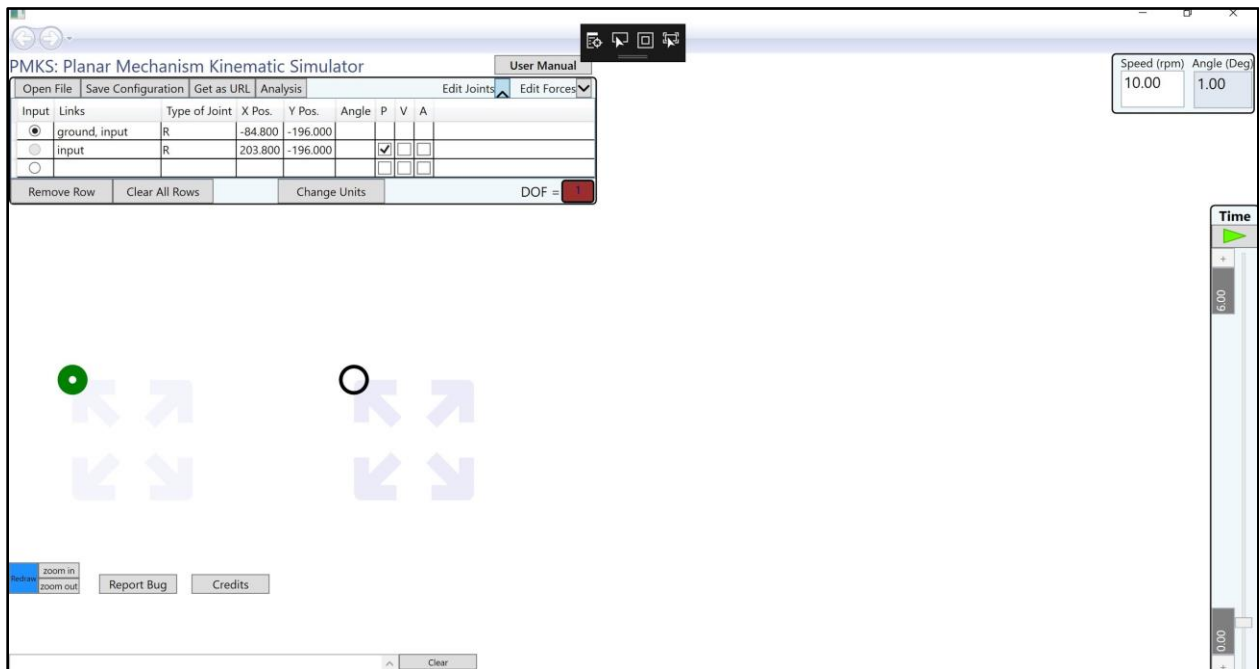 PMKS: Planar Mechanism Kinematic Simulator User Manual
Speed (rpm) Angle (Deg)
10.00 1.00
Open File Save Configuration Get as URL Analysis Edit Joints Edit Forces
Input Links Type of Joint X Pos. Y Pos. Angle P V A
ground, input R -84.800 -196.000
input R 203.800 -196.000
Remove Row Clear All Rows Change Units DOF = 1
Time
+
6.00
Redraw zoom in
zoom out
Report Bug Credits
0.00
Clear
+